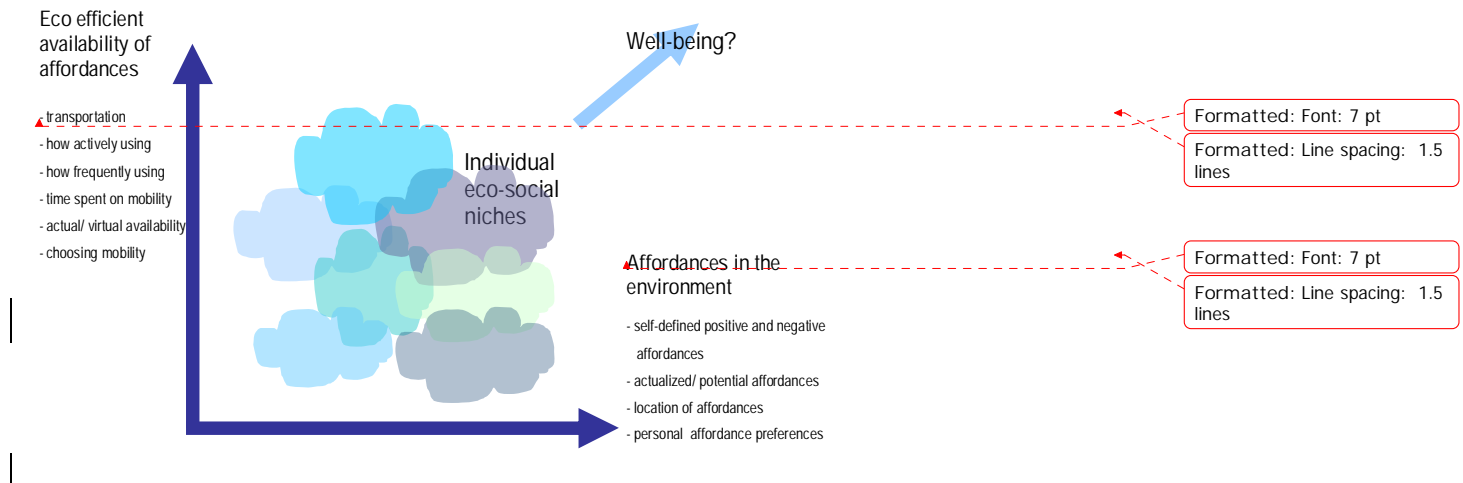 Eco efficient
availability of
affordances
- transportation
- how actively using
- how frequently using
- time spent on mobility
- actual/ virtual availability
- choosing mobility
Well-being?
Individual
eco-social
niches
Affordances in the
environment
- self-defined positive and negative
affordances
- actualized/ potential affordances
- location of affordances
- personal affordance preferences
Formatted: Font: 7 pt
Formatted: Line spacing: 1.5
lines
Formatted: Font: 7 pt
Formatted: Line spacing: 1.5
lines